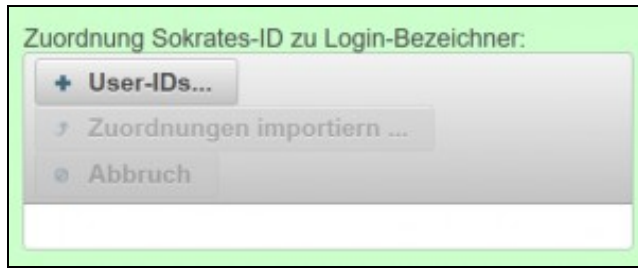 Zuordnung Sokrates-ID zu Login-Bezeichner:
User-IDs...
Zuordnungen importiern ...
Abbruch